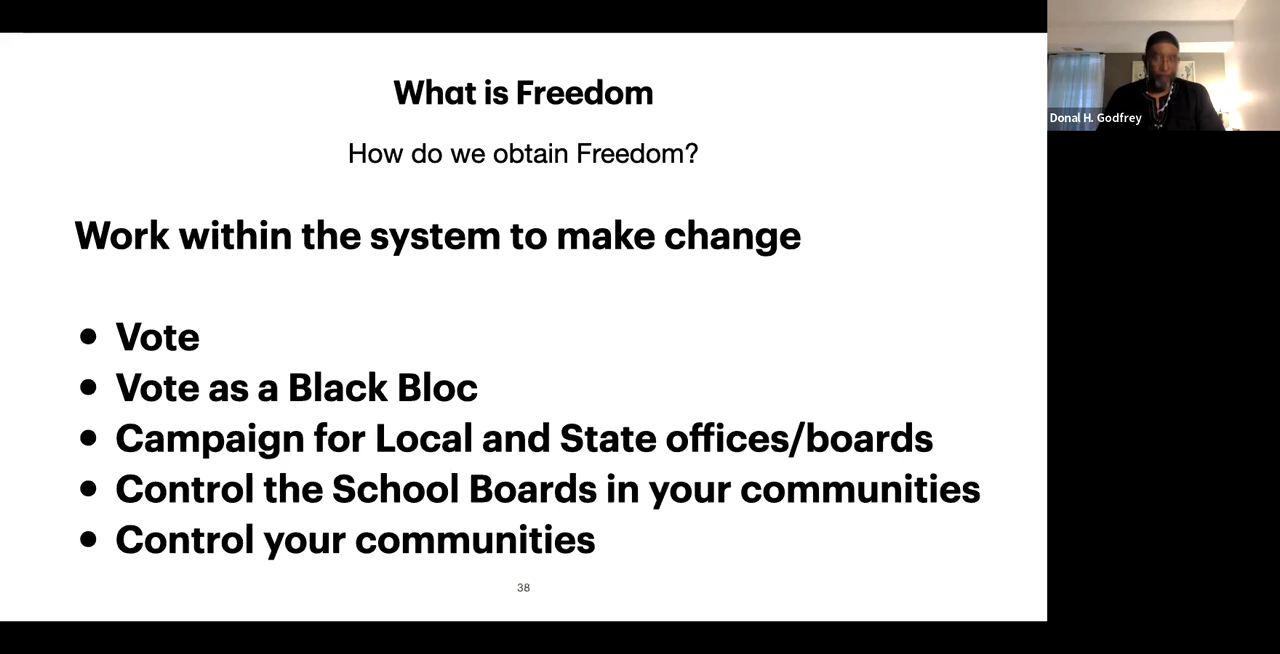 What is Freedom
How do we obtain Freedom?
Work within the system to make change
• Vote
• Vote as a Black Bloc
• Campaign for Local and State offices/boards
• Control the School Boards in your communities
• Control your communities
38
Donal H. Godfrey